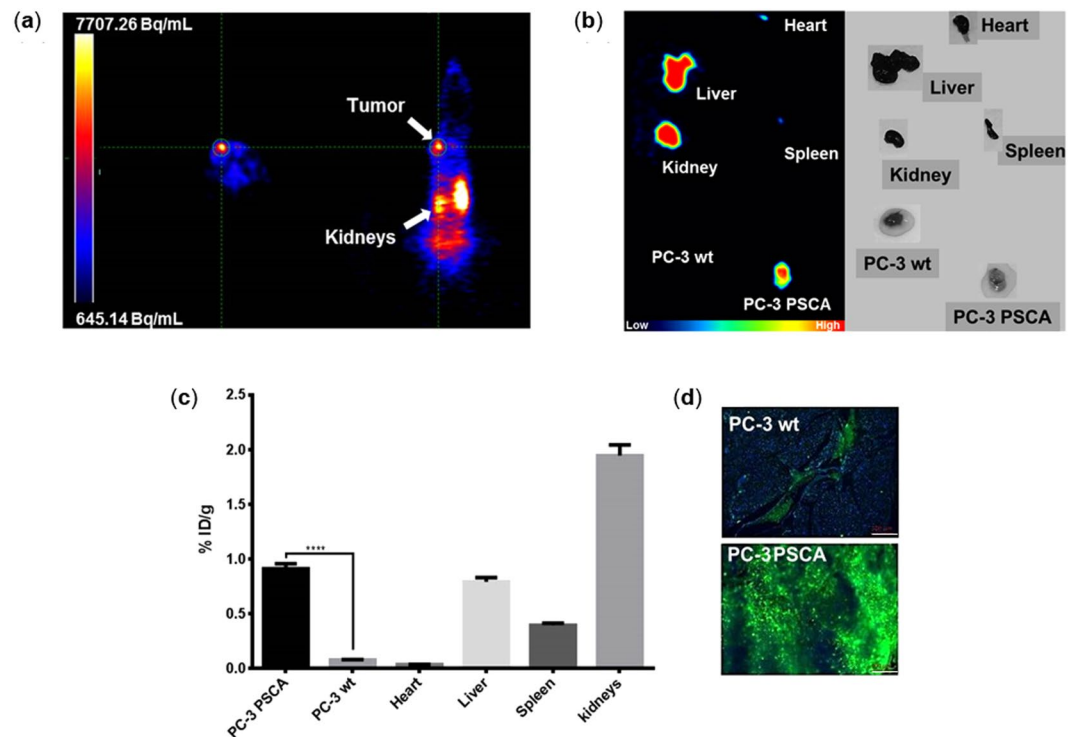 (a)
7707.26 Bq/mL
Tumor
Kidneys
645.14 Bq/mL
(b)
Heart
Liver
Kidney
Spleen
PC-3 wt
PC-3 PSCA
Low
High
Heart
Liver
Spleen
Kidney
PC-3 wt
PC-3 PSCA
(c)
% ID/g
2.5
2.0
1.5
1.0
0.5
0.0
****
PC-3 PSCA
PC-3 wt
Heart
Liver
Spleen
kidneys
(d)
PC-3 wt
PC-3PSCA